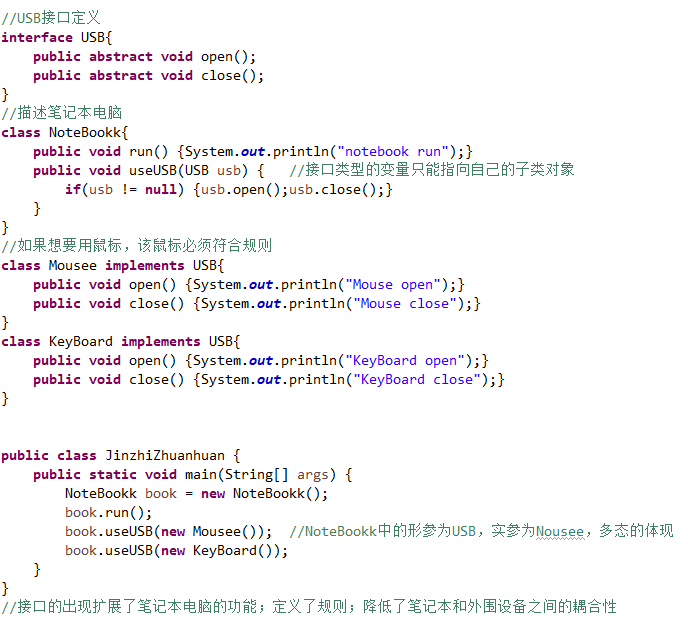 //USB接口定义
interface USB{
    public abstract void open();
    public abstract void close();
}
//描述笔记本电脑
class NoteBookk{
    public void run() {System.out.println("notebook run");}
    public void useUSB(USB usb) {   //接口类型的变量只能指向自己的子类对象
        if(usb != null) {usb.open();usb.close();}
    }
}
//如果想要用鼠标，该鼠标必须符合规则
class Mousee implements USB{
    public void open() {System.out.println("Mouse open");}
    public void close() {System.out.println("Mouse close");}
}
class KeyBoard implements USB{
    public void open() {System.out.println("KeyBoard open");}
    public void close() {System.out.println("KeyBoard close");}
}
public class JinzhiZhuanhuan {
    public static void main(String[] args) {
        NoteBookk book = new NoteBookk();
        book.run();
        book.useUSB(new Mousee());  //NoteBookk中的形参为USB，实参为Nousee，多态的体现
        book.useUSB(new KeyBoard());
    }
}
//接口的出现扩展了笔记本电脑的功能；定义了规则；降低了笔记本和外围设备之间的耦合性